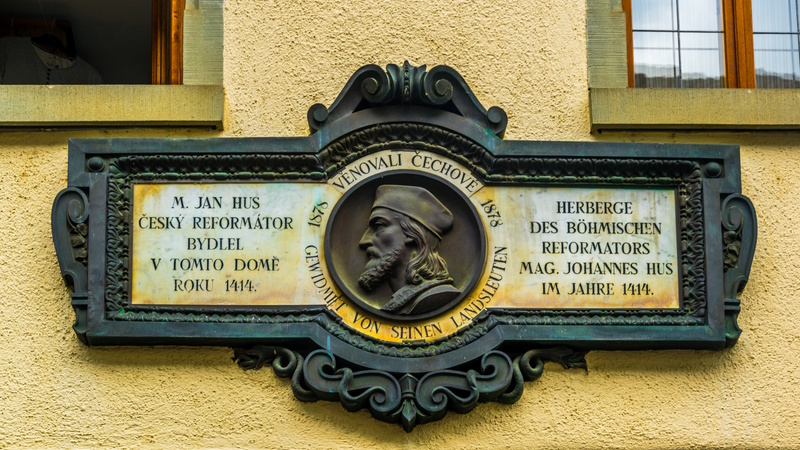 M. JAN HUS
ČESKÝ REFORMÁTOR
BYDLEL
V TOMTO DOMĚ
ROKU 1414.
VĚNOVALI ČECHOVÉ
1878 1878
GEWIDMET VON SEINEN LANDSLEUTEN
HERBERGE
DES BÖHMISCHEN
REFORMATORS
MAG. JOHANNES HUS
IM JAHRE 1414.